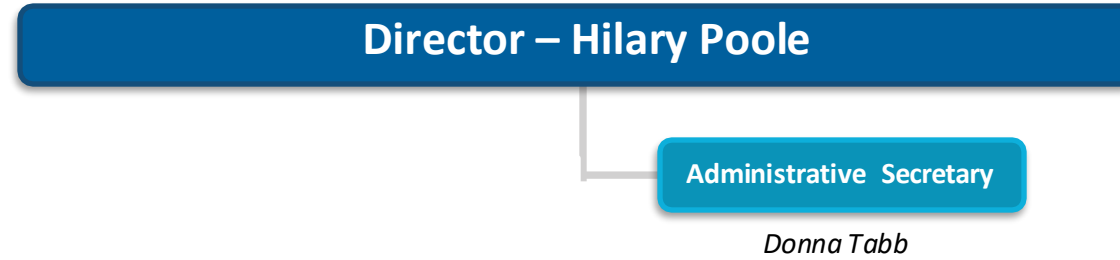 Director – Hilary Poole
Administrative Secretary
Donna Tabb